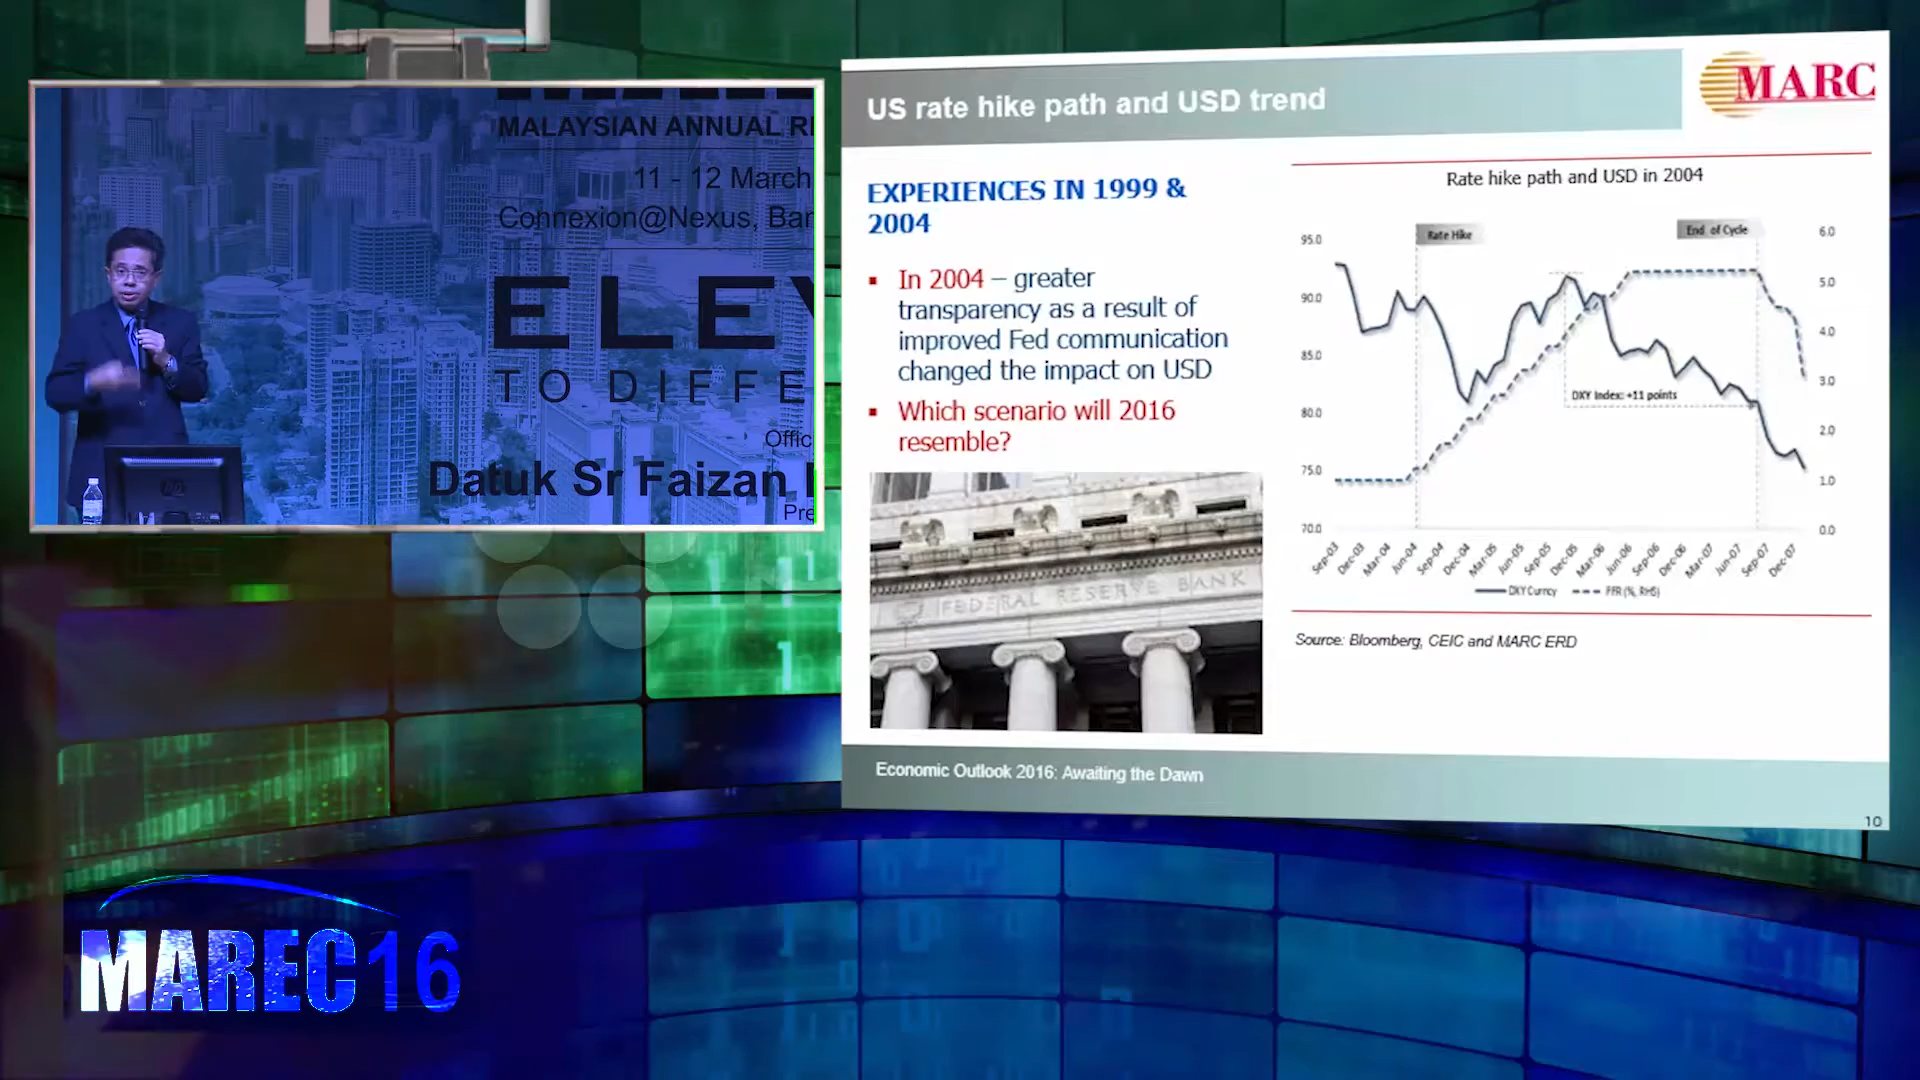 MALAYSIAN ANNUAL R
11 - 12 March
Connexion@Nexus, Ban
ELEV
TO DIFFE
Offic
Datuk Sr Faizan
Pre
hp
MAREC16
US rate hike path and USD trend
MARC
EXPERIENCES IN 1999 &
2004
▪ In 2004 – greater
transparency as a result of
improved Fed communication
changed the impact on USD
▪ Which scenario will 2016
resemble?
FEDERAL RESERVE BANK
Rate hike path and USD in 2004
Rate Hike
End of Cycle
95.0
90.0
85.0
80.0
75.0
70.0
6.0
5.0
4.0
3.0
2.0
1.0
0.0
DXY Index: +11 points
Sep-03 Dec-03 Mar-04 Jun-04 Sep-04 Dec-04 Mar-05 Jun-05 Sep-05 Dec-05 Mar-06 Jun-06 Sep-06 Dec-06 Mar-07 Jun-07 Sep-07 Dec-07
DXY Curncy FFR (%, RHS)
Source: Bloomberg, CEIC and MARC ERD
Economic Outlook 2016: Awaiting the Dawn
10